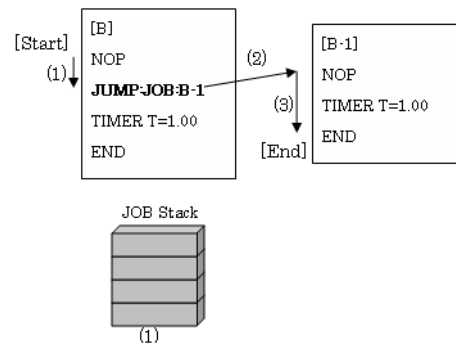 [Start]
(1)
[B]
NOP
JUMP JOB:B-1
TIMER T=1.00
END
(2)
(3)
[End]
[B-1]
NOP
TIMER T=1.00
END
JOB Stack
(1)